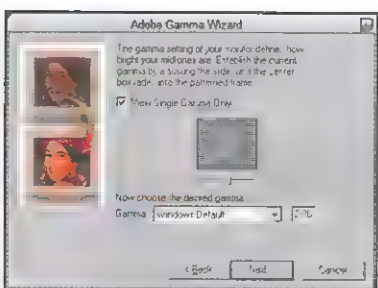 Adobe Gamma Wizard
The gamma setting of your monitor defines how
bright your midtones are. Establish the current
gamma by adjusting the slider until the center
box fades into the patterned frame.
View Single Gamma Only
Now choose the desired gamma
Gamma: Windows Default 2.20
< Back Next Cancel